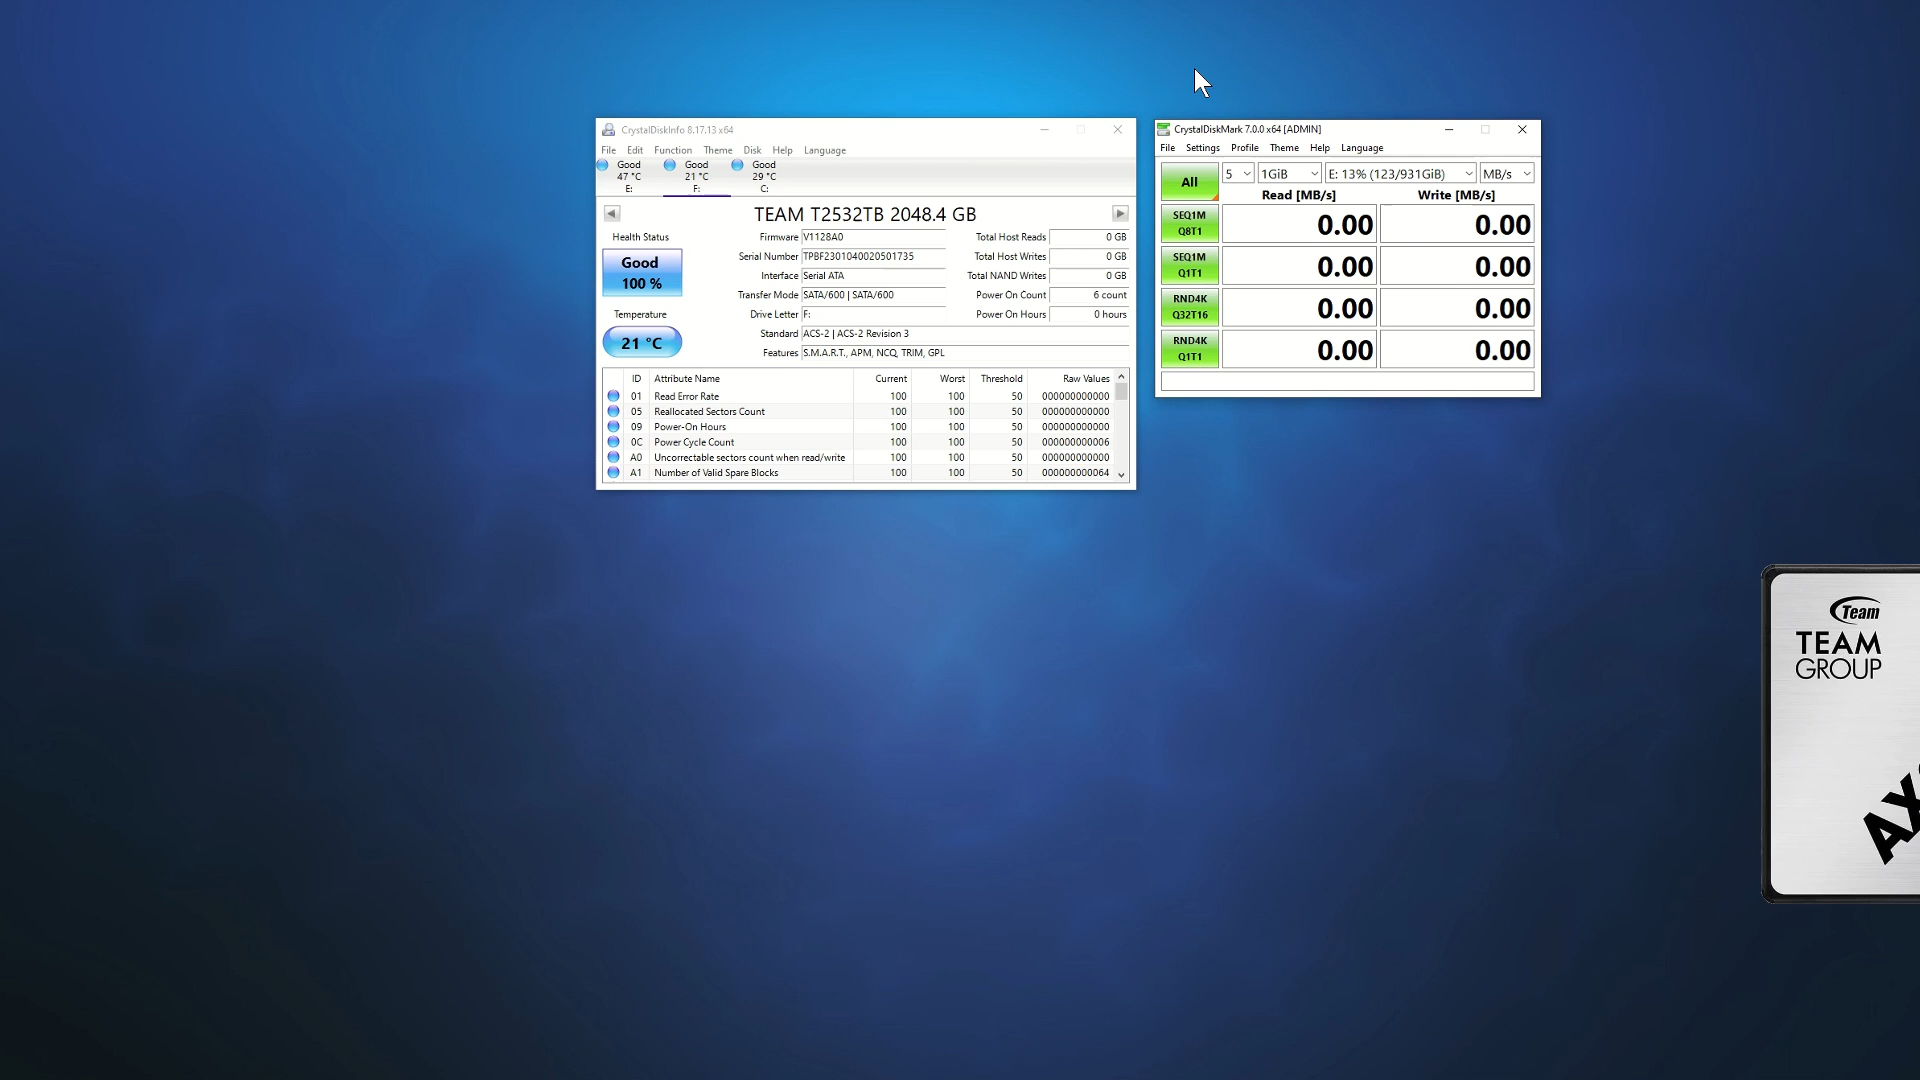 CrystalDiskInfo 8.17.13 x64
File Edit Function Theme Disk Help Language
Good Good Good
47 °C 21 °C 29 °C
E: F: C:
TEAM T2532TB 2048.4 GB
Health Status
Good
100 %
Temperature
21 °C
Firmware V1128A0
Serial Number TPBF2301040020501735
Interface Serial ATA
Transfer Mode SATA/600 | SATA/600
Drive Letter F:
Standard ACS-2 | ACS-2 Revision 3
Features S.M.A.R.T., APM, NCQ, TRIM, GPL
Total Host Reads 0 GB
Total Host Writes 0 GB
Total NAND Writes 0 GB
Power On Count 6 count
Power On Hours 0 hours
ID Attribute Name Current Worst Threshold Raw Values
01 Read Error Rate 100 100 50 000000000000
05 Reallocated Sectors Count 100 100 50 000000000000
09 Power-On Hours 100 100 50 000000000000
0C Power Cycle Count 100 100 50 000000000006
A0 Uncorrectable sectors count when read/write 100 100 50 000000000000
A1 Number of Valid Spare Blocks 100 100 50 000000000064
CrystalDiskMark 7.0.0 x64 [ADMIN]
File Settings Profile Theme Help Language
All 5 1GiB E: 13% (123/931GiB) MB/s
Read [MB/s] Write [MB/s]
SEQ1M
Q8T1 0.00 0.00
SEQ1M
Q1T1 0.00 0.00
RND4K
Q32T16 0.00 0.00
RND4K
Q1T1 0.00 0.00
Team
TEAM
GROUP
AX